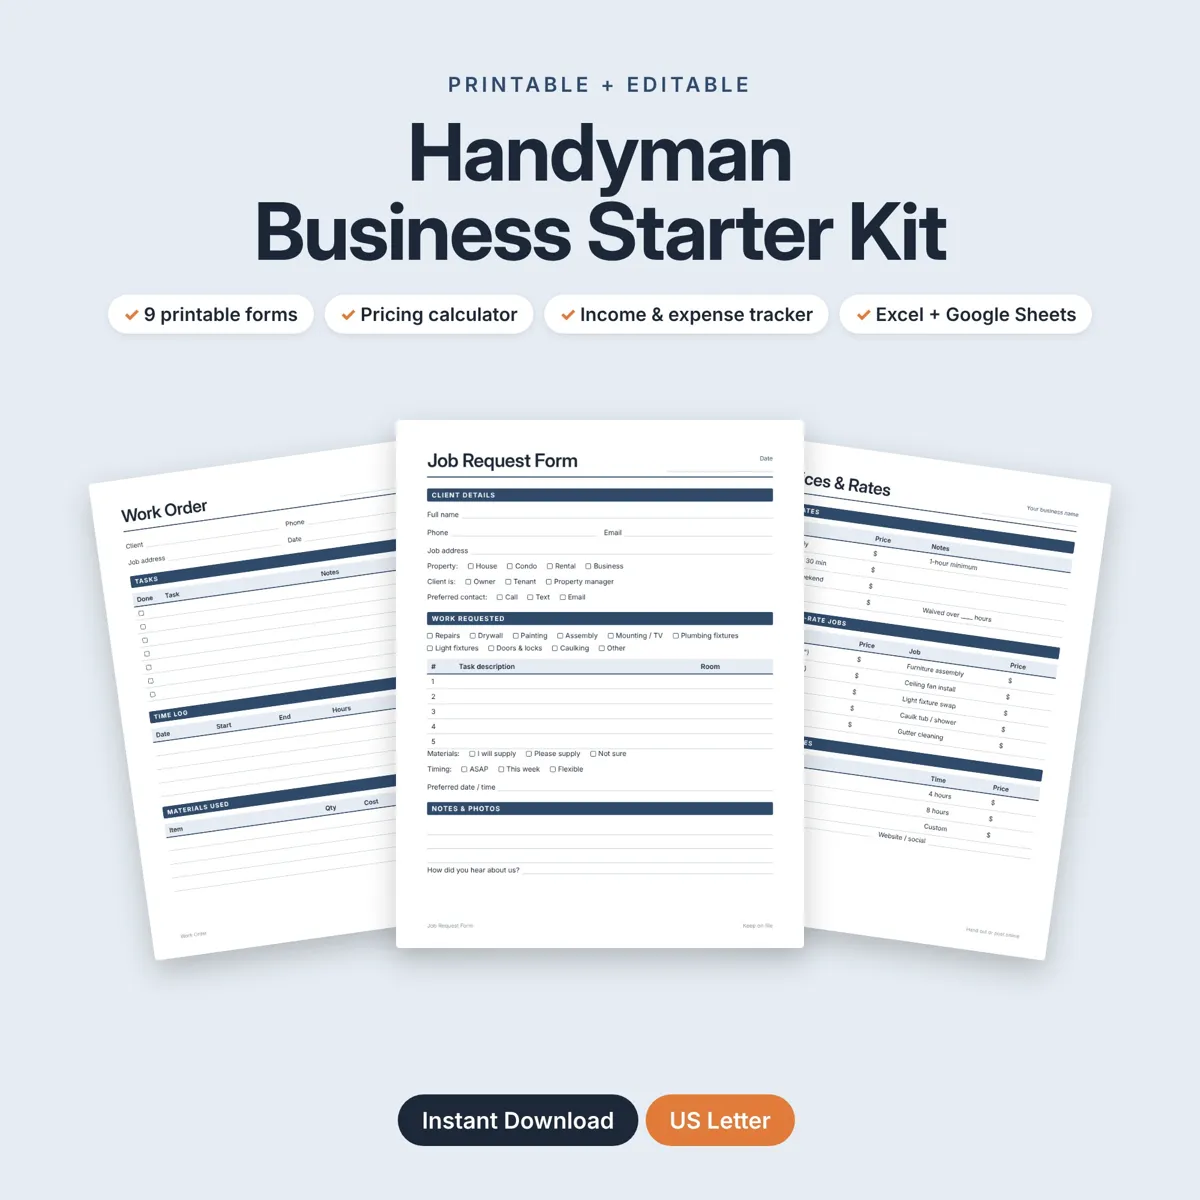 PRINTABLE + EDITABLE
Handyman
Business Starter Kit
9 printable forms
Pricing calculator
Income & expense tracker
Excel + Google Sheets
Work Order
Client
Phone
Job address
Date
TASKS
Done Task Notes
TIME LOG
Date Start End Hours
MATERIALS USED
Item Qty Cost
Work Order
Job Request Form
Date
CLIENT DETAILS
Full name
Phone Email
Job address
Property: House Condo Rental Business
Client is: Owner Tenant Property manager
Preferred contact: Call Text Email
WORK REQUESTED
Repairs Drywall Painting Assembly Mounting / TV Plumbing fixtures
Light fixtures Doors & locks Caulking Other
# Task description Room
1
2
3
4
5
Materials: I will supply Please supply Not sure
Timing: ASAP This week Flexible
Preferred date / time
NOTES & PHOTOS
How did you hear about us?
Job Request Form Keep on file
ces & Rates
Your business name
ATES
Price Notes
ly $ 1-hour minimum
30 min $
ekend $
$ Waived over ___ hours
-RATE JOBS
Price Job Price
") $ Furniture assembly $
) $ Ceiling fan install $
$ Light fixture swap $
$ Caulk tub / shower $
$ Gutter cleaning $
ES
Time Price
4 hours $
8 hours $
Custom $
Website / social
Instant Download
US Letter